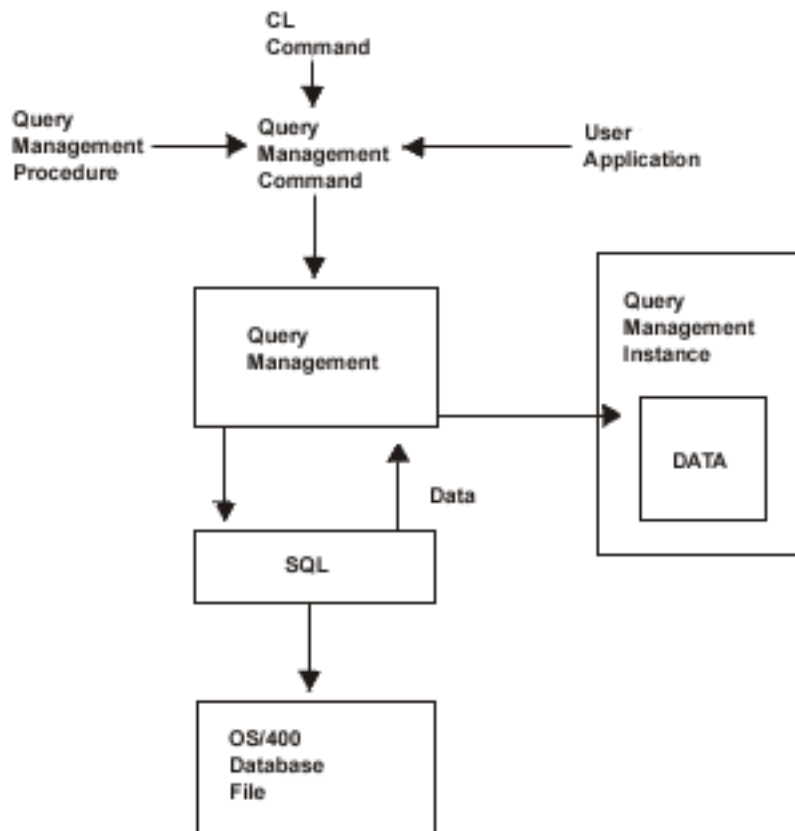 CL
Command
Query
Management
Procedure
Query
Management
Command
User
Application
Query
Management
Query
Management
Instance
DATA
Data
SQL
OS/400
Database
File